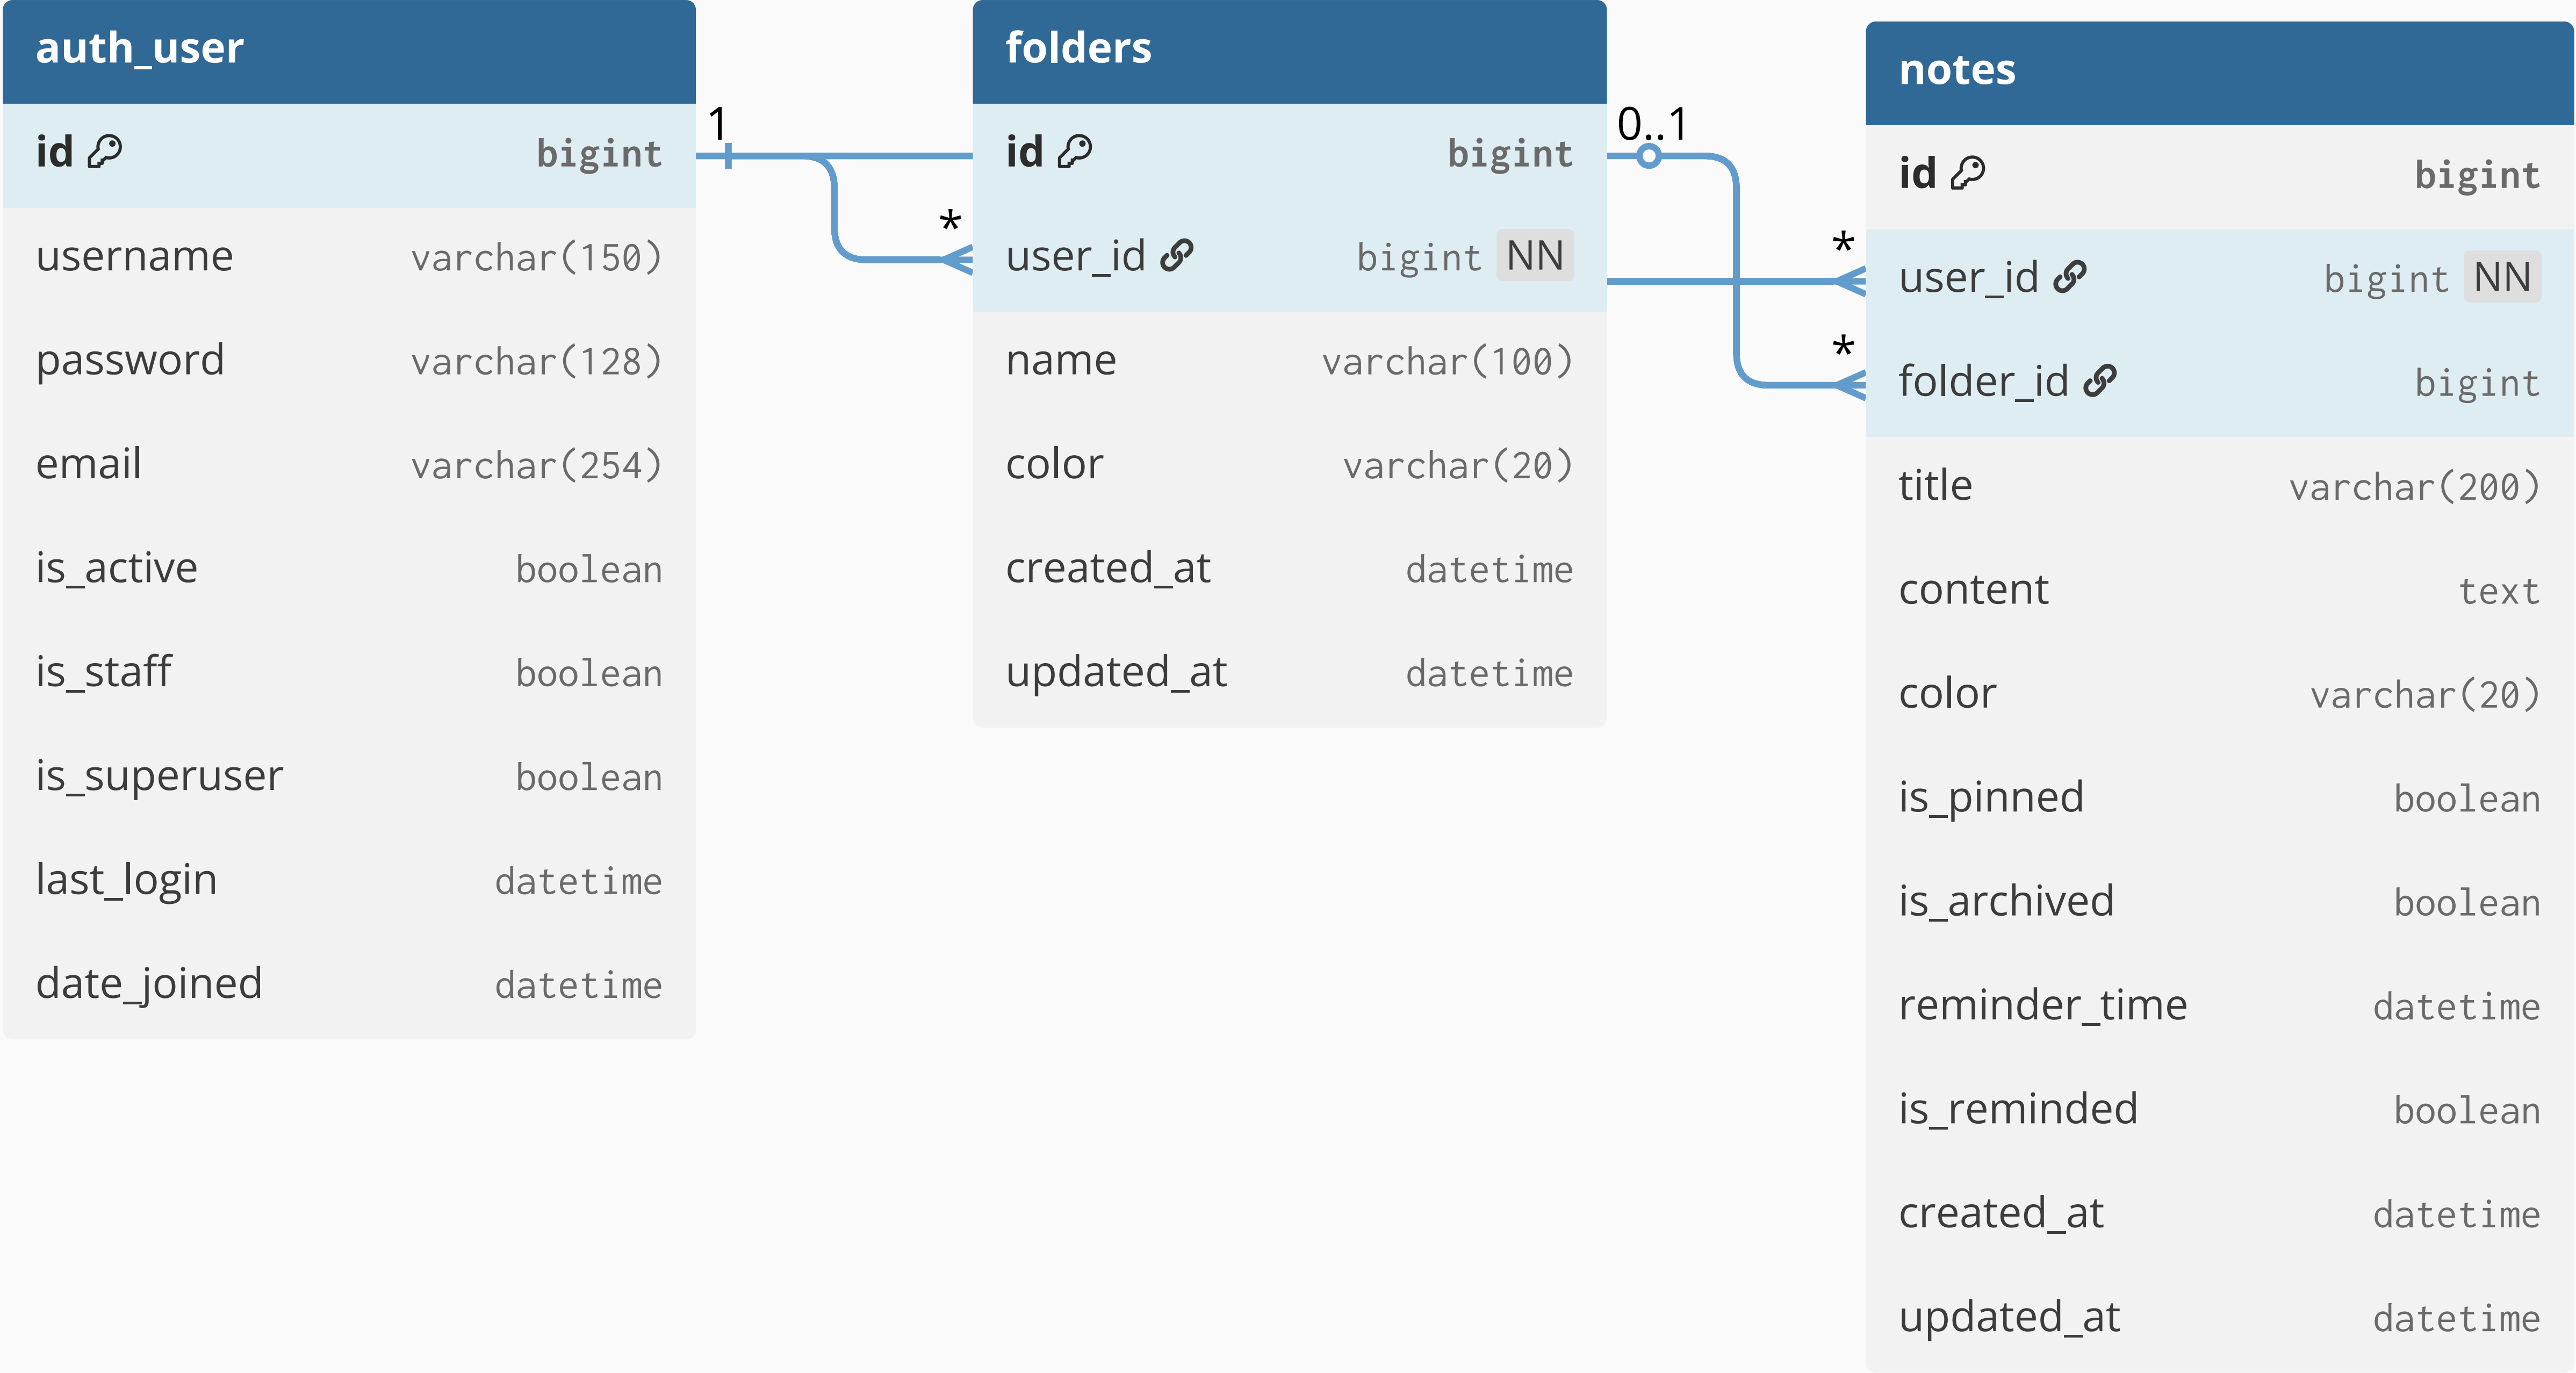 auth_user
id bigint
username varchar(150)
password varchar(128)
email varchar(254)
is_active boolean
is_staff boolean
is_superuser boolean
last_login datetime
date_joined datetime
1
*
folders
id bigint
user_id bigint NN
name varchar(100)
color varchar(20)
created_at datetime
updated_at datetime
0..1
*
*
notes
id bigint
user_id bigint NN
folder_id bigint
title varchar(200)
content text
color varchar(20)
is_pinned boolean
is_archived boolean
reminder_time datetime
is_reminded boolean
created_at datetime
updated_at datetime